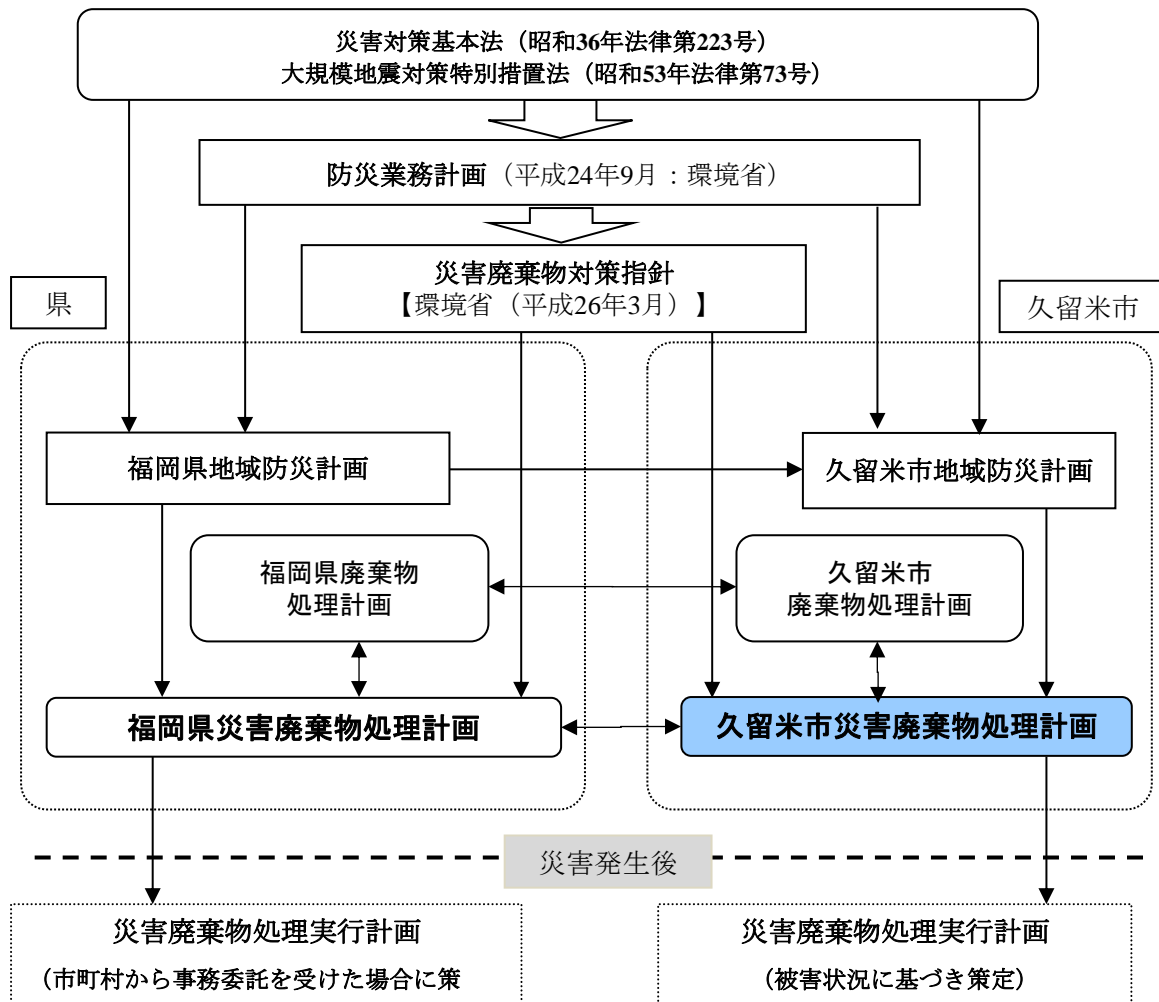 災害対策基本法（昭和36年法律第223号）
大規模地震対策特別措置法（昭和53年法律第73号）
防災業務計画（平成24年9月：環境省）
災害廃棄物対策指針
【環境省（平成26年3月）】
県
久留米市
福岡県地域防災計画
久留米市地域防災計画
福岡県廃棄物
処理計画
久留米市
廃棄物処理計画
福岡県災害廃棄物処理計画
久留米市災害廃棄物処理計画
災害発生後
災害廃棄物処理実行計画
（市町村から事務委託を受けた場合に策
災害廃棄物処理実行計画
（被害状況に基づき策定）